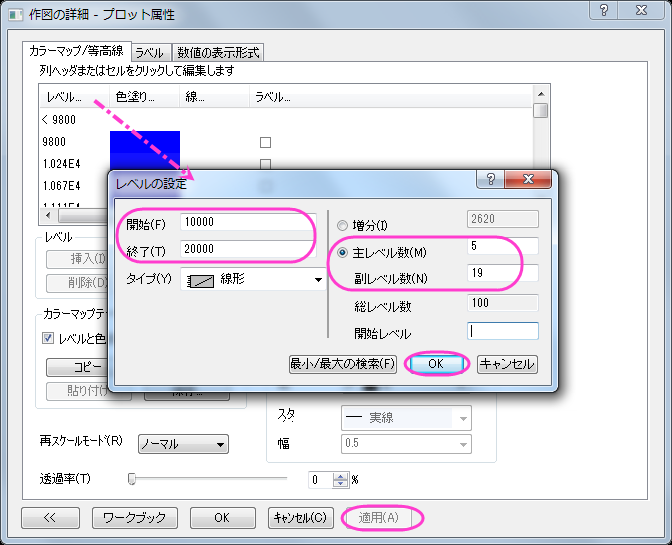 作図の詳細 - プロット属性
カラーマップ/等高線 ラベル 数値の表示形式
列ヘッダまたはセルをクリックして編集します
レベル... 色塗り... 線... ラベル...
< 9800
9800
1.024E4
1.067E4
1.111E4
レベルの設定
開始(F) 10000
終了(T) 20000
タイプ(Y) 線形
増分(I) 2620
主レベル数(M) 5
副レベル数(N) 19
総レベル数 100
開始レベル
最小/最大の検索(F) OK キャンセル
レベル
挿入(I)
削除(D)
カラーマップテ
レベルと色
コピー
貼り付け
スタ 実線
幅 0.5
再スケールモード(R) ノーマル
透過率(T) 0 %
<< ワークブック OK キャンセル(C) 適用(A)